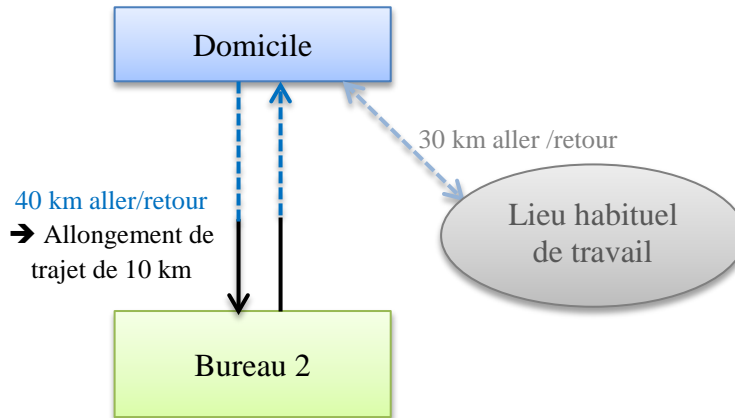 Domicile
30 km aller /retour
40 km aller/retour
➔ Allongement de
trajet de 10 km
Lieu habituel
de travail
Bureau 2